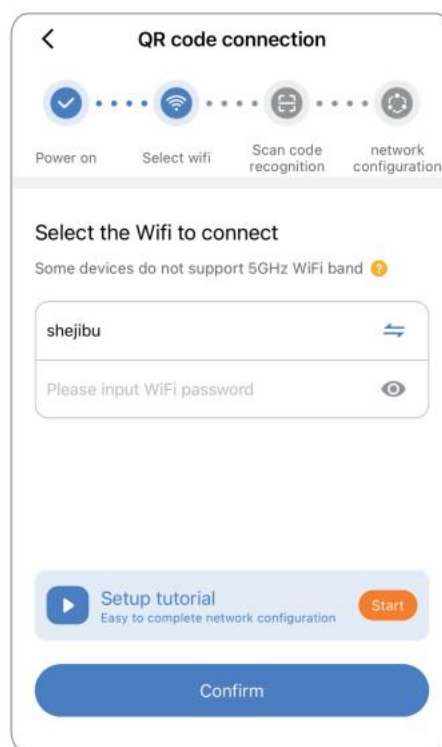 QR code connection
Power on
Select wifi
Scan code
recognition
network
configuration
Select the Wifi to connect
Some devices do not support 5GHz WiFi band ?
shejibu
Please input WiFi password
Setup tutorial
Easy to complete network configuration
Start
Confirm